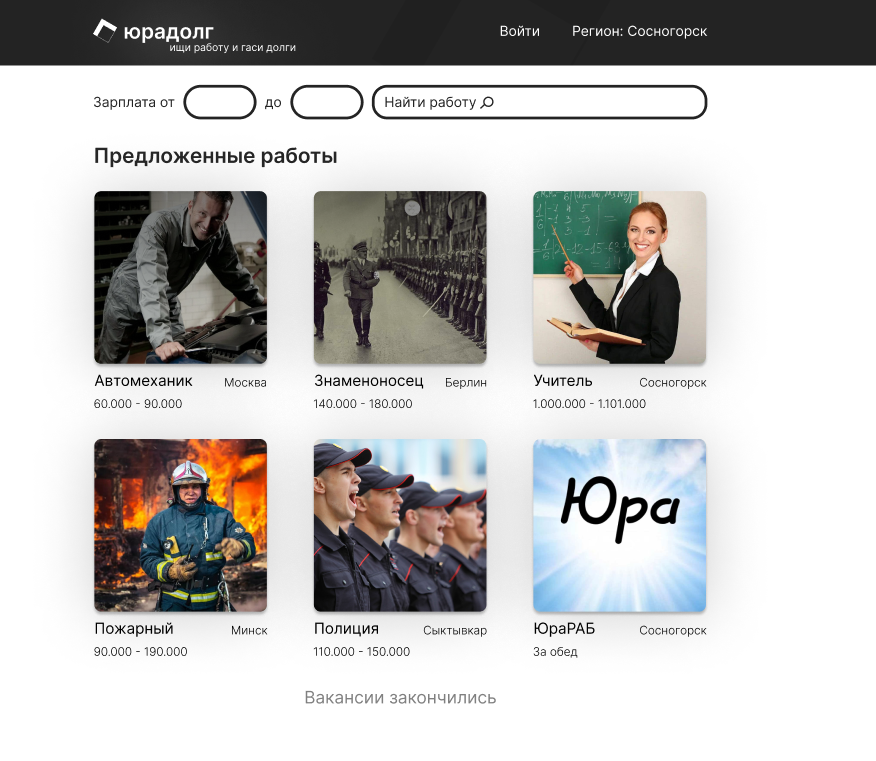 юрадолг
ищи работу и гаси долги
Войти
Регион: Сосногорск
Зарплата от
до
Найти работу
Предложенные работы
Автомеханик Москва
60.000 - 90.000
Знаменоносец Берлин
140.000 - 180.000
Учитель Сосногорск
1.000.000 - 1.101.000
Юра
Пожарный Минск
90.000 - 190.000
Полиция Сыктывкар
110.000 - 150.000
ЮраРАБ Сосногорск
За обед
Вакансии закончились